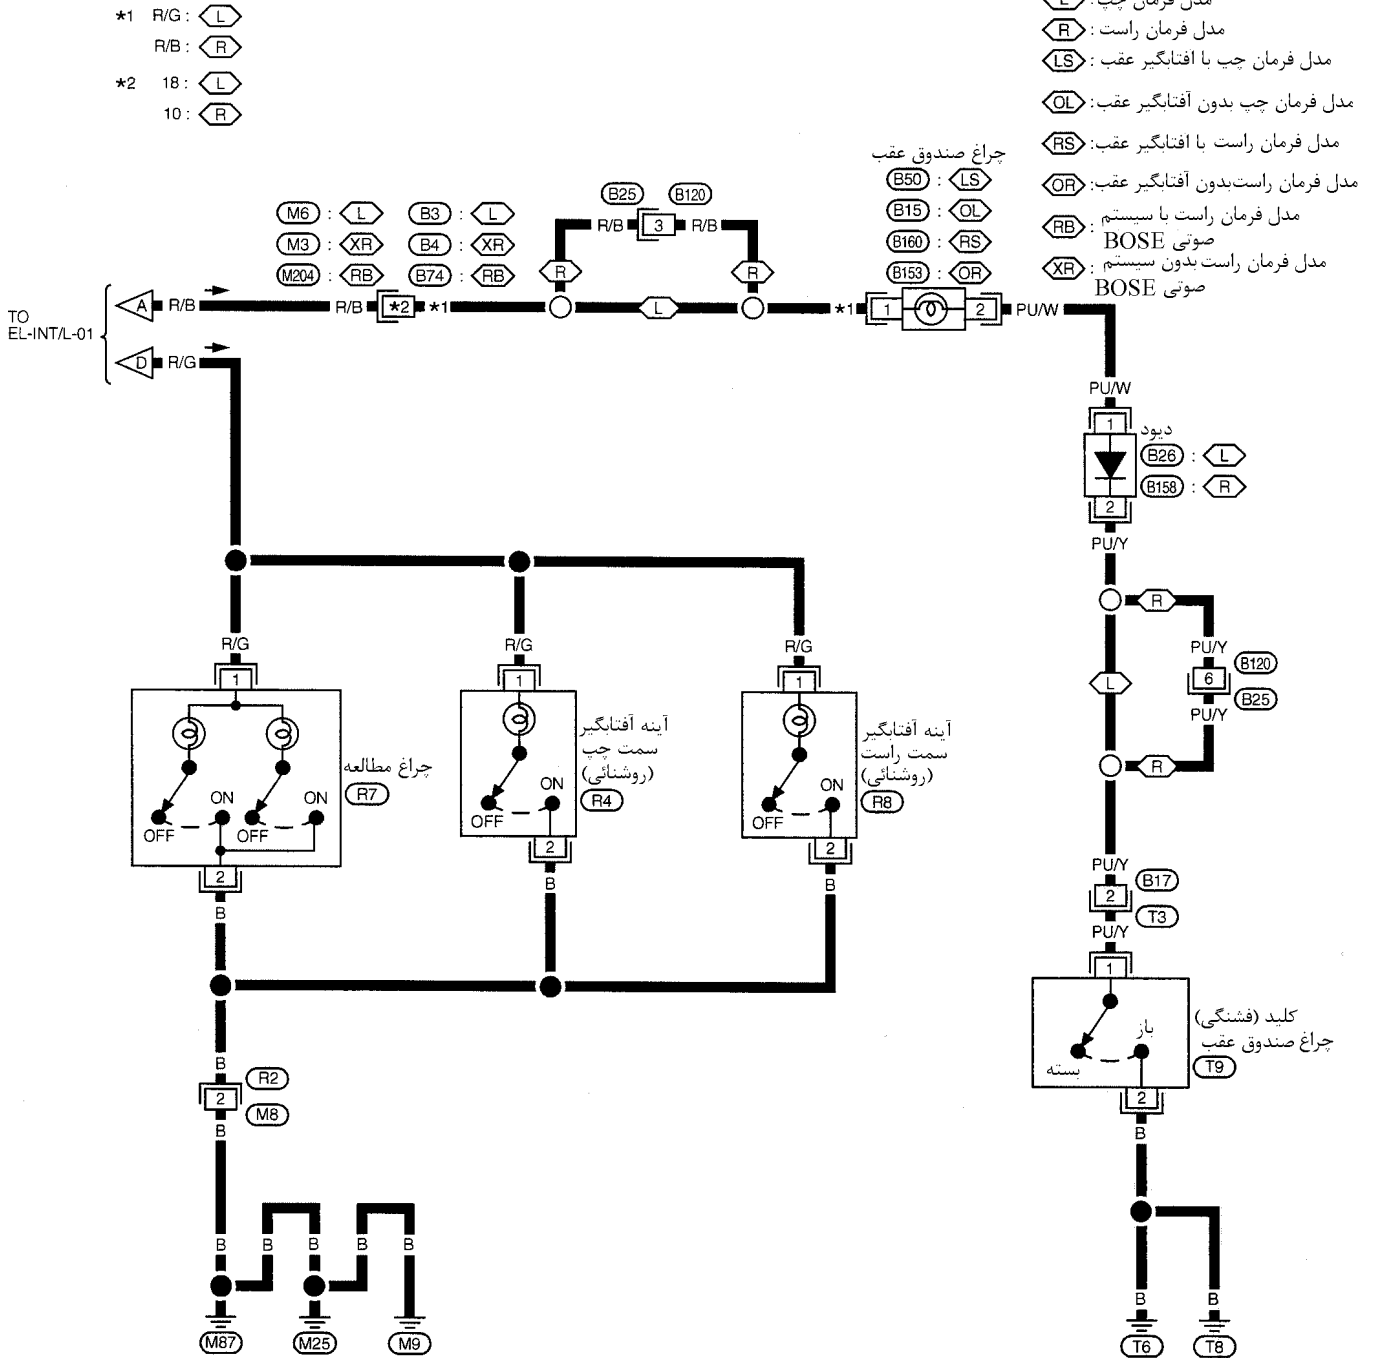 *1 R/G : L
R/B : R
*2 18 : L
10 : R
L : مدل فرمان چپ
R : مدل فرمان راست
LS : مدل فرمان چپ با افتابگیر عقب
OL : مدل فرمان چپ بدون آفتابگیر عقب
RS : مدل فرمان راست با افتابگیر عقب
OR : مدل فرمان راست‌بدون آفتابگیر عقب
RB : مدل فرمان راست با سیستم
صوتی BOSE
XR : مدل فرمان راست بدون سیستم
صوتی BOSE
چراغ صندوق عقب
B50 : LS
B15 : OL
B160 : RS
B153 : OR
B25 B120
R/B 3 R/B
R R
M6 : L B3 : L
M3 : XR B4 : XR
M204 : RB B74 : RB
TO
EL-INT/L-01
A R/B R/B *2 *1 L *1 1 2 PU/W
D R/G
PU/W
1
دیود
B26 : L
B158 : R
2
PU/Y
R
PU/Y
B120
L 6
B25
PU/Y
R
R/G R/G R/G
1 1 1
چراغ مطالعه
R7
ON ON
OFF OFF
2
آینه آفتابگیر
سمت چپ
(روشنائی)
R4
ON
OFF
2
آینه آفتابگیر
سمت راست
(روشنائی)
R8
ON
OFF
2
B B B
PU/Y
B17
2
T3
PU/Y
1
کلید (فشنگی)
چراغ صندوق عقب
T9
باز
بسته
2
B
B
R2
2
M8
B
B B B B B
M87 M25 M9
B B
T6 T8